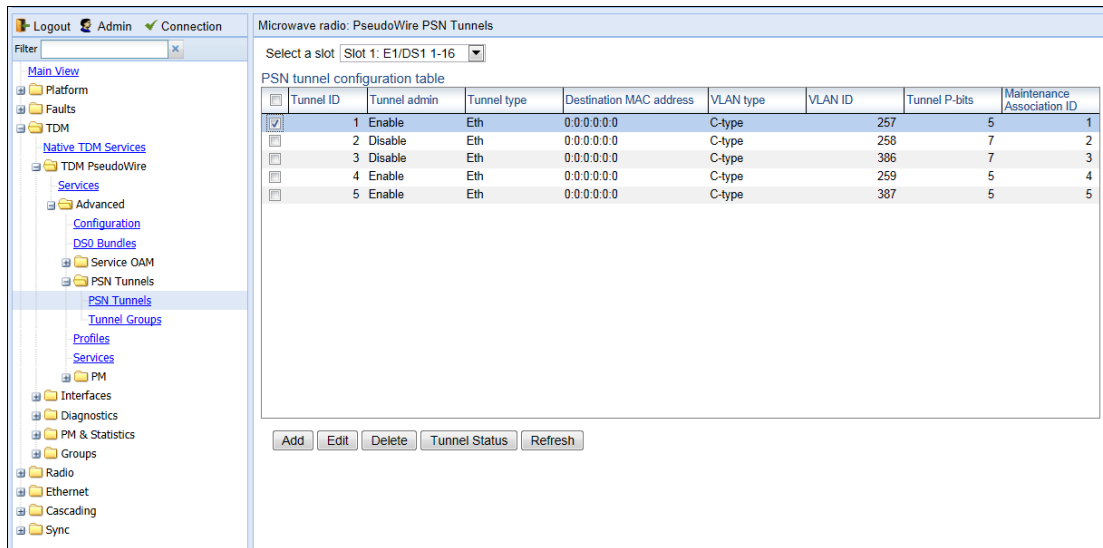 Logout Admin Connection
Filter
Main View
Platform
Faults
TDM
Native TDM Services
TDM PseudoWire
Services
Advanced
Configuration
DS0 Bundles
Service OAM
PSN Tunnels
PSN Tunnels
Tunnel Groups
Profiles
Services
PM
Interfaces
Diagnostics
PM & Statistics
Groups
Radio
Ethernet
Cascading
Sync
Microwave radio: PseudoWire PSN Tunnels
Select a slot Slot 1: E1/DS1 1-16
PSN tunnel configuration table
Tunnel ID Tunnel admin Tunnel type Destination MAC address VLAN type VLAN ID Tunnel P-bits Maintenance Association ID
1 Enable Eth 0:0:0:0:0:0 C-type 257 5 1
2 Disable Eth 0:0:0:0:0:0 C-type 258 7 2
3 Disable Eth 0:0:0:0:0:0 C-type 386 7 3
4 Enable Eth 0:0:0:0:0:0 C-type 259 5 4
5 Enable Eth 0:0:0:0:0:0 C-type 387 5 5
Add Edit Delete Tunnel Status Refresh